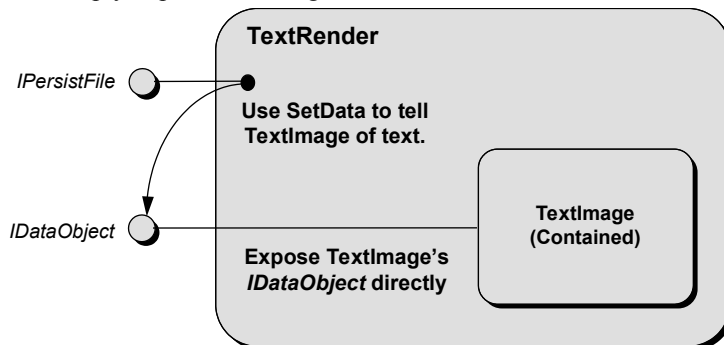 TextRender
IPersistFile
Use SetData to tell
TextImage of text.
TextImage
(Contained)
IDataObject
Expose TextImage's
IDataObject directly